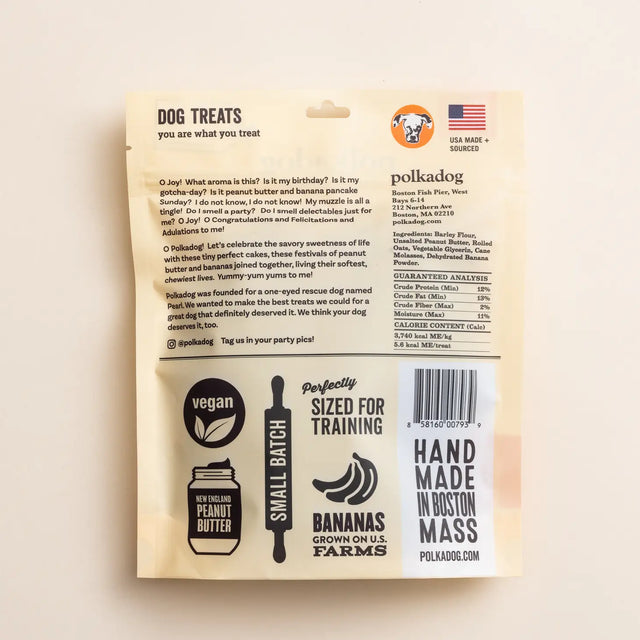 DOG TREATS
you are what you treat
USA MADE +
SOURCED
O Joy! What aroma is this? Is it my birthday? Is it my
gotcha-day? Is it peanut butter and banana pancake
Sunday? I do not know, I do not know! My muzzle is all a
tingle! Do I smell a party? Do I smell delectables just for
me? O Joy! O Congratulations and Felicitations and
Adulations to me!
O Polkadog! Let's celebrate the savory sweetness of life
with these tiny perfect cakes, these festivals of peanut
butter and bananas joined together, living their softest,
chewiest lives. Yummy-yum yums to me!
Polkadog was founded for a one-eyed rescue dog named
Pearl. We wanted to make the best treats we could for a
great dog that definitely deserved it. We think your dog
deserves it, too.
@polkadog Tag us in your party pics!
polkadog
Boston Fish Pier, West
Bays 6-14
212 Northern Ave
Boston, MA 02210
polkadog.com
Ingredients: Barley Flour,
Unsalted Peanut Butter, Rolled
Oats, Vegetable Glycerin, Cane
Molasses, Dehydrated Banana
Powder.
GUARANTEED ANALYSIS
Crude Protein (Min) 12%
Crude Fat (Min) 13%
Crude Fiber (Max) 2%
Moisture (Max) 11%
CALORIE CONTENT (Calc)
3,740 kcal ME/kg
5.6 kcal ME/treat
vegan
NEW ENGLAND
PEANUT
BUTTER
SMALL BATCH
Perfectly
SIZED FOR
TRAINING
BANANAS
GROWN ON U.S.
FARMS
8 58160 00793 9
HAND
MADE
IN BOSTON
MASS
POLKADOG.COM